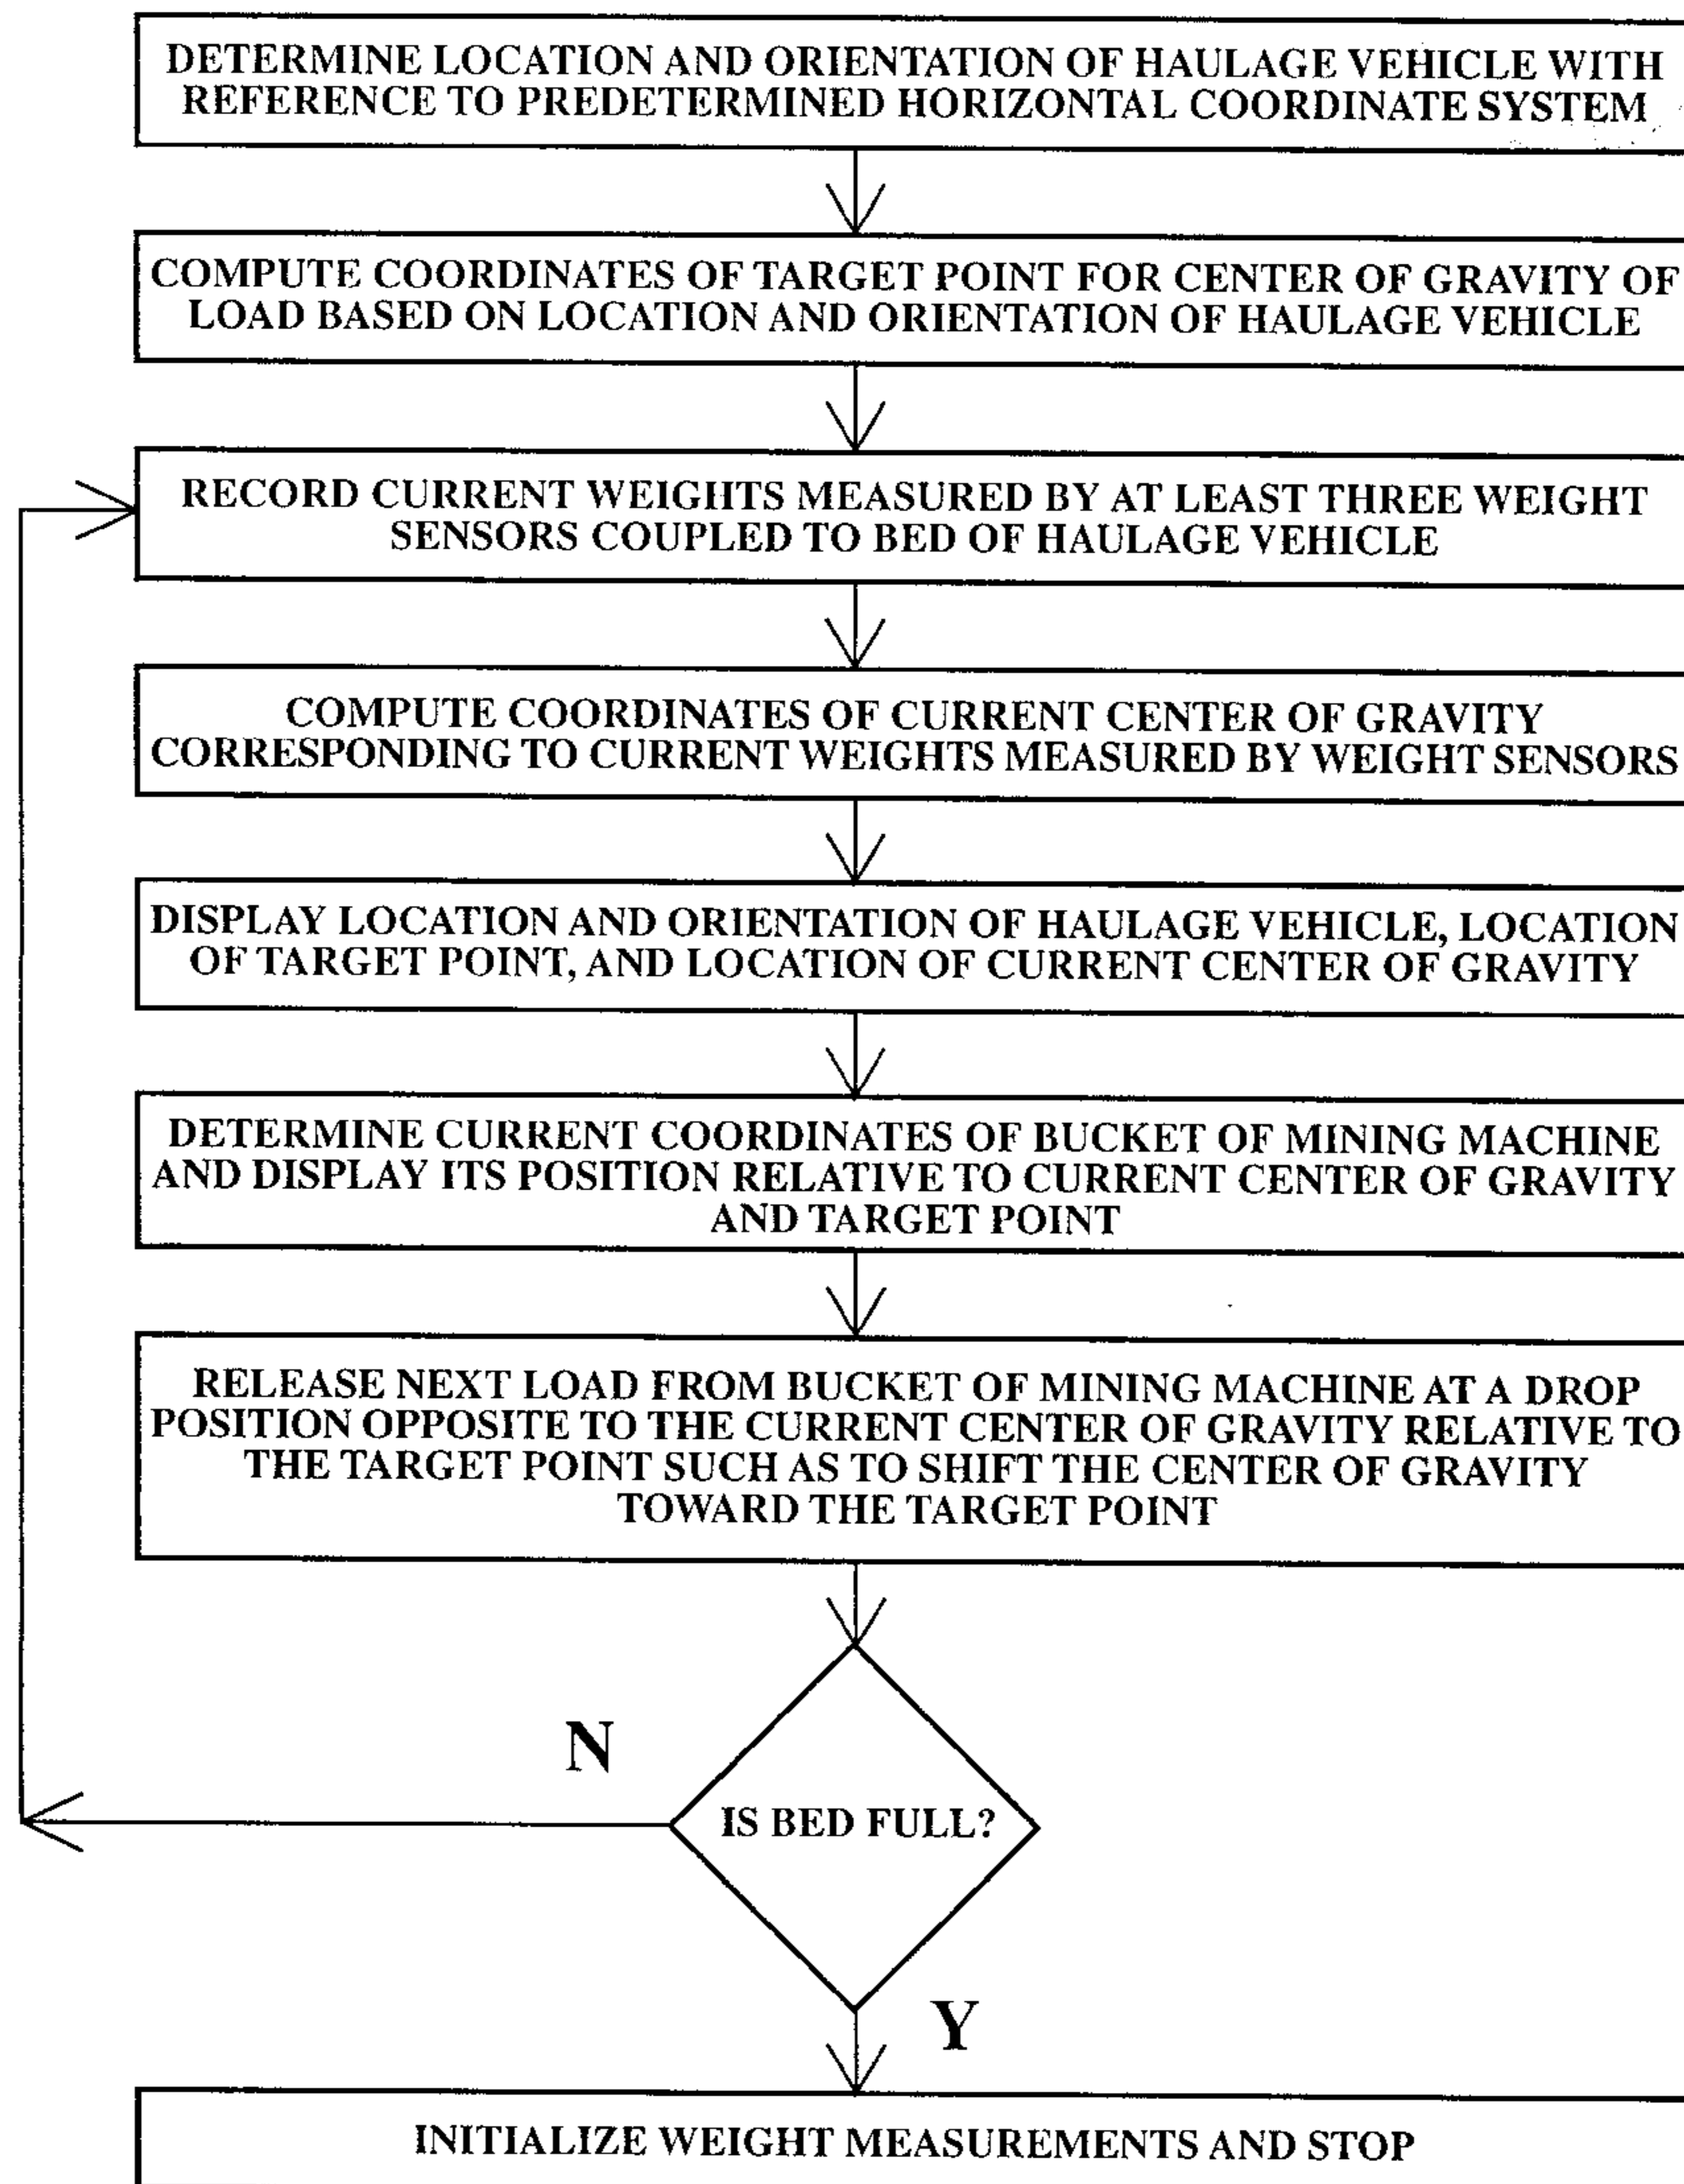 DETERMINE LOCATION AND ORIENTATION OF HAULAGE VEHICLE WITH
REFERENCE TO PREDETERMINED HORIZONTAL COORDINATE SYSTEM
COMPUTE COORDINATES OF TARGET POINT FOR CENTER OF GRAVITY OF
LOAD BASED ON LOCATION AND ORIENTATION OF HAULAGE VEHICLE
RECORD CURRENT WEIGHTS MEASURED BY AT LEAST THREE WEIGHT
SENSORS COUPLED TO BED OF HAULAGE VEHICLE
COMPUTE COORDINATES OF CURRENT CENTER OF GRAVITY
CORRESPONDING TO CURRENT WEIGHTS MEASURED BY WEIGHT SENSORS
DISPLAY LOCATION AND ORIENTATION OF HAULAGE VEHICLE, LOCATION
OF TARGET POINT, AND LOCATION OF CURRENT CENTER OF GRAVITY
DETERMINE CURRENT COORDINATES OF BUCKET OF MINING MACHINE
AND DISPLAY ITS POSITION RELATIVE TO CURRENT CENTER OF GRAVITY
AND TARGET POINT
RELEASE NEXT LOAD FROM BUCKET OF MINING MACHINE AT A DROP
POSITION OPPOSITE TO THE CURRENT CENTER OF GRAVITY RELATIVE TO
THE TARGET POINT SUCH AS TO SHIFT THE CENTER OF GRAVITY
TOWARD THE TARGET POINT
N
IS BED FULL?
Y
INITIALIZE WEIGHT MEASUREMENTS AND STOP